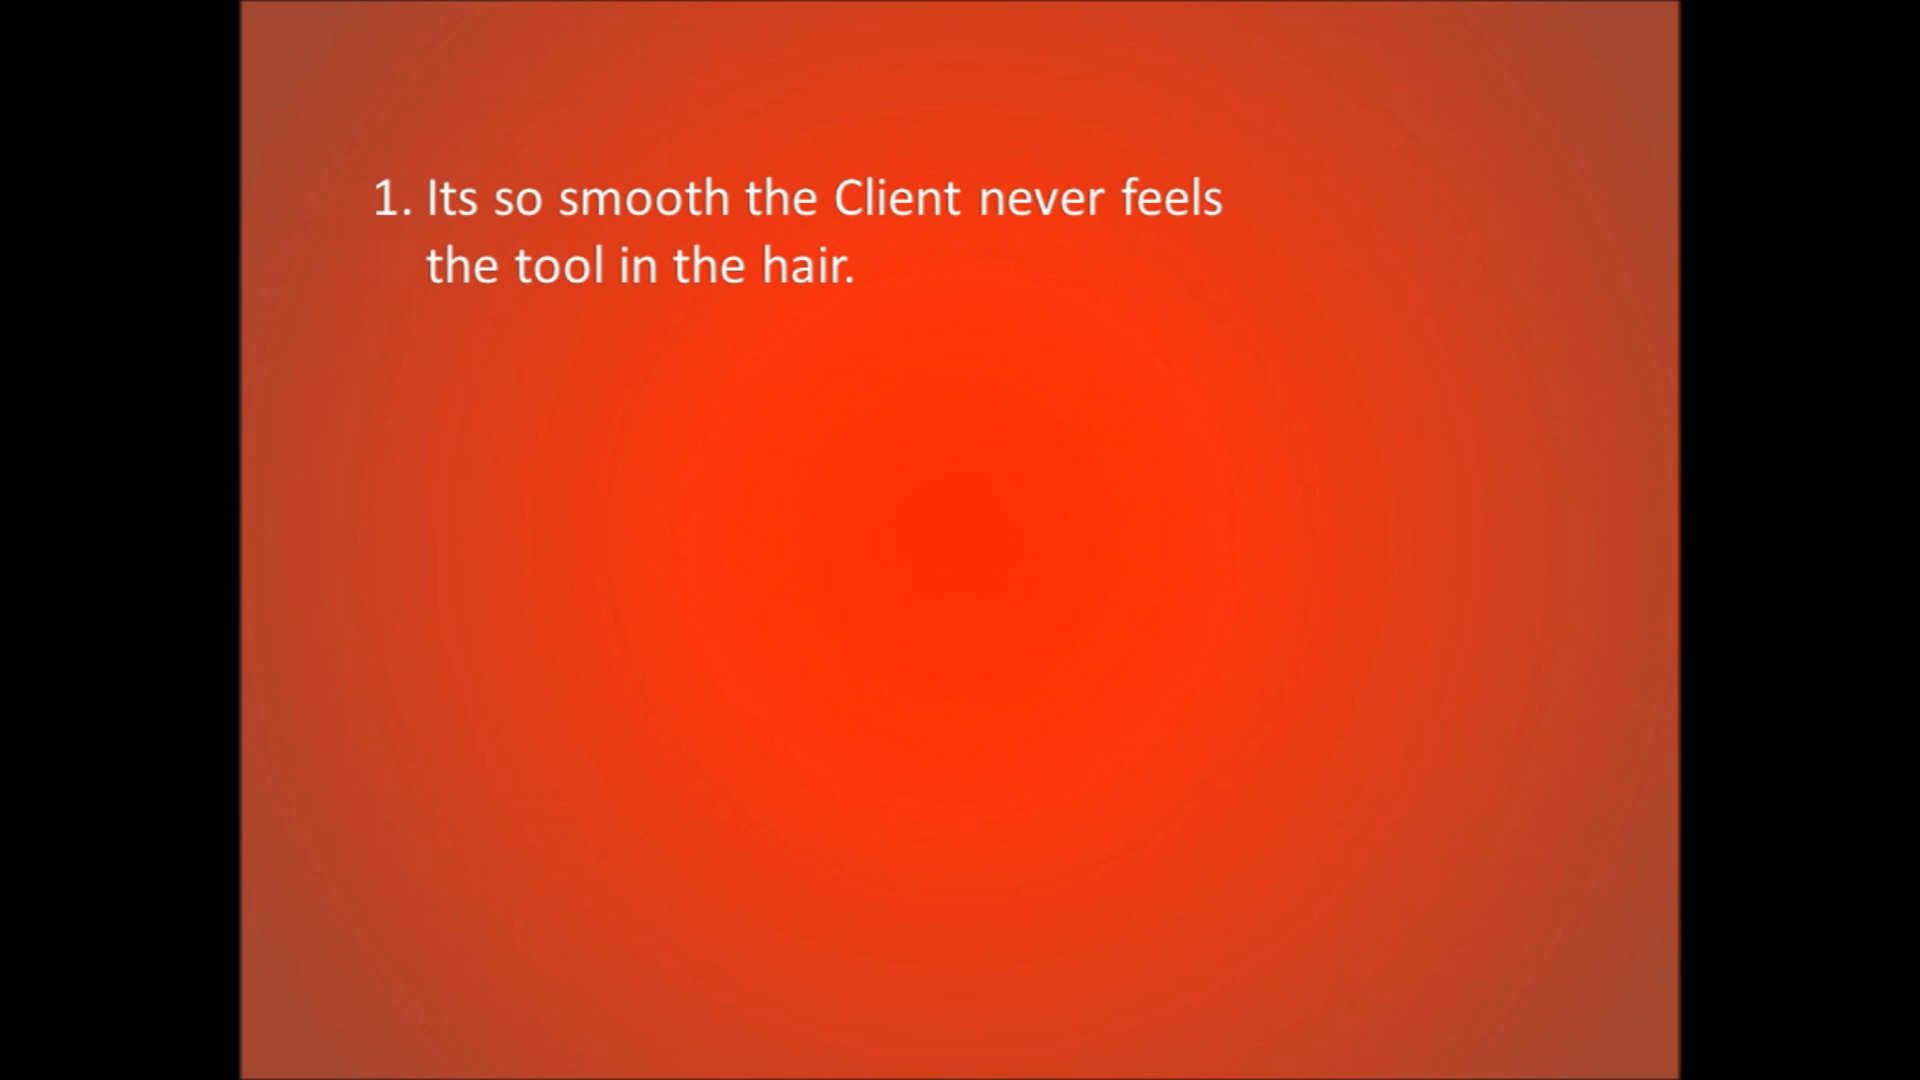 1. Its so smooth the Client never feels
the tool in the hair.